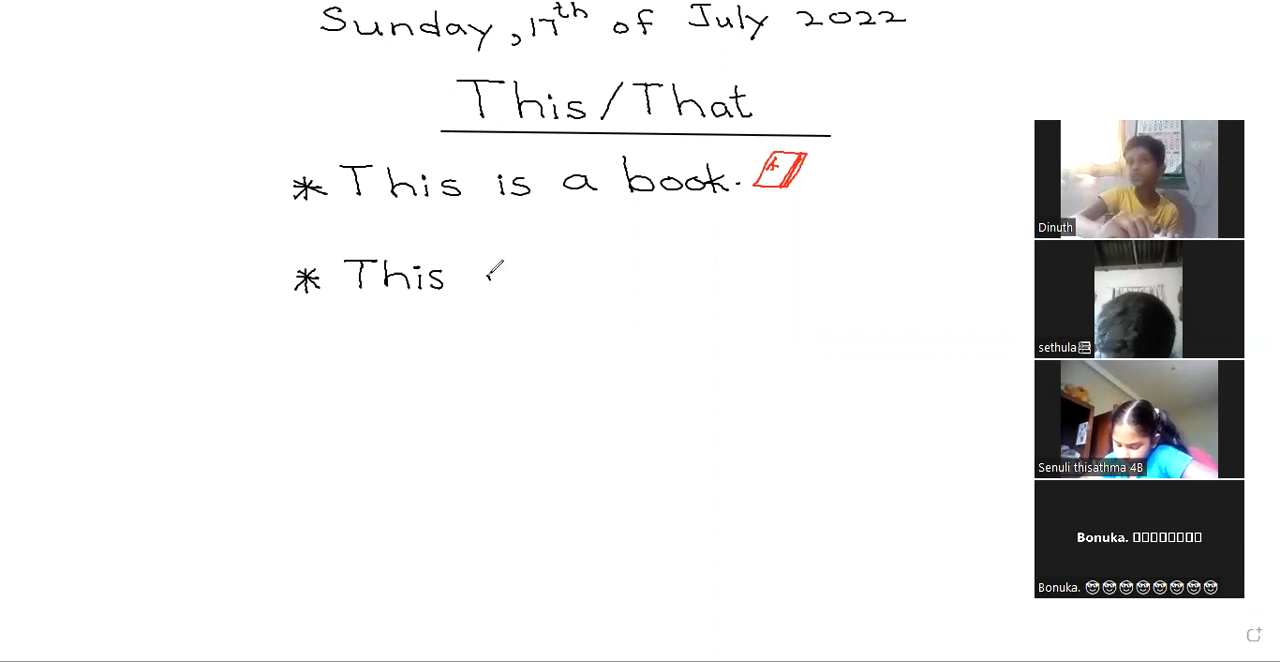 Sunday, 17th of July 2022
This/That
* This is a book.
* This
Dinuth
sethula
Senuli thisathma 4B
Bonuka.
Bonuka. 🤓🤓🤓🤓🤓🤓🤓🤓